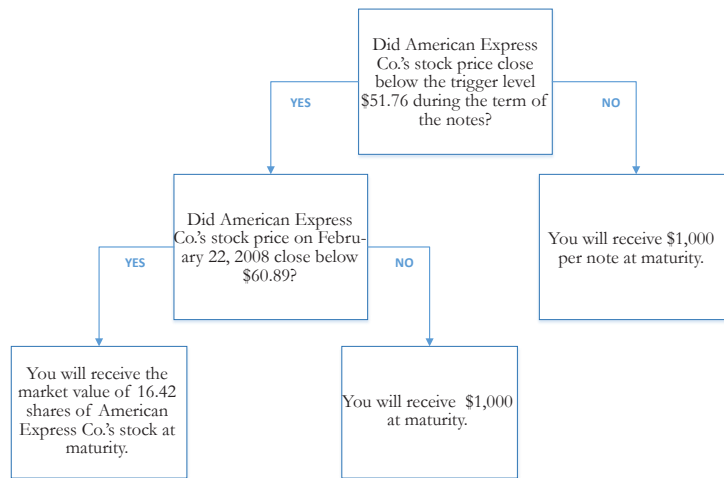 Did American Express
Co.'s stock price close
below the trigger level
$51.76 during the term of
the notes?
YES
NO
Did American Express
Co.'s stock price on Febru-
ary 22, 2008 close below
$60.89?
You will receive $1,000
per note at maturity.
YES
NO
You will receive the
market value of 16.42
shares of American
Express Co.'s stock at
maturity.
You will receive $1,000
at maturity.